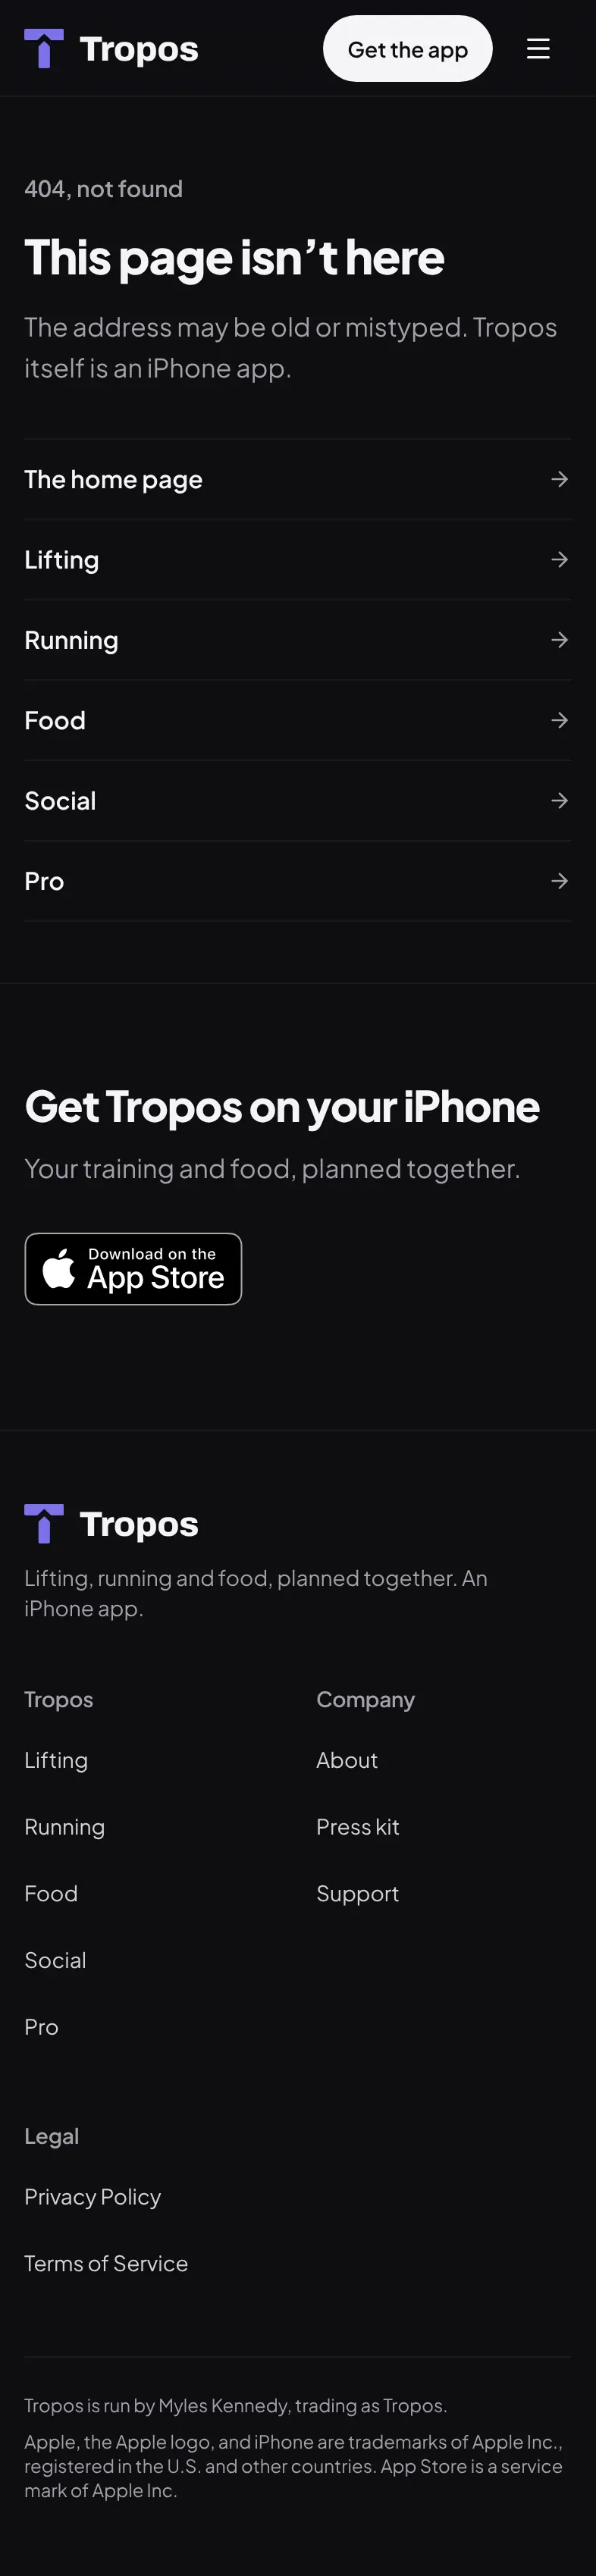 Tropos
Get the app
404, not found
This page isn’t here
The address may be old or mistyped. Tropos
itself is an iPhone app.
The home page
Lifting
Running
Food
Social
Pro
Get Tropos on your iPhone
Your training and food, planned together.
Download on the
App Store
Tropos
Lifting, running and food, planned together. An
iPhone app.
Tropos
Lifting
Running
Food
Social
Pro
Company
About
Press kit
Support
Legal
Privacy Policy
Terms of Service
Tropos is run by Myles Kennedy, trading as Tropos.
Apple, the Apple logo, and iPhone are trademarks of Apple Inc.,
registered in the U.S. and other countries. App Store is a service
mark of Apple Inc.